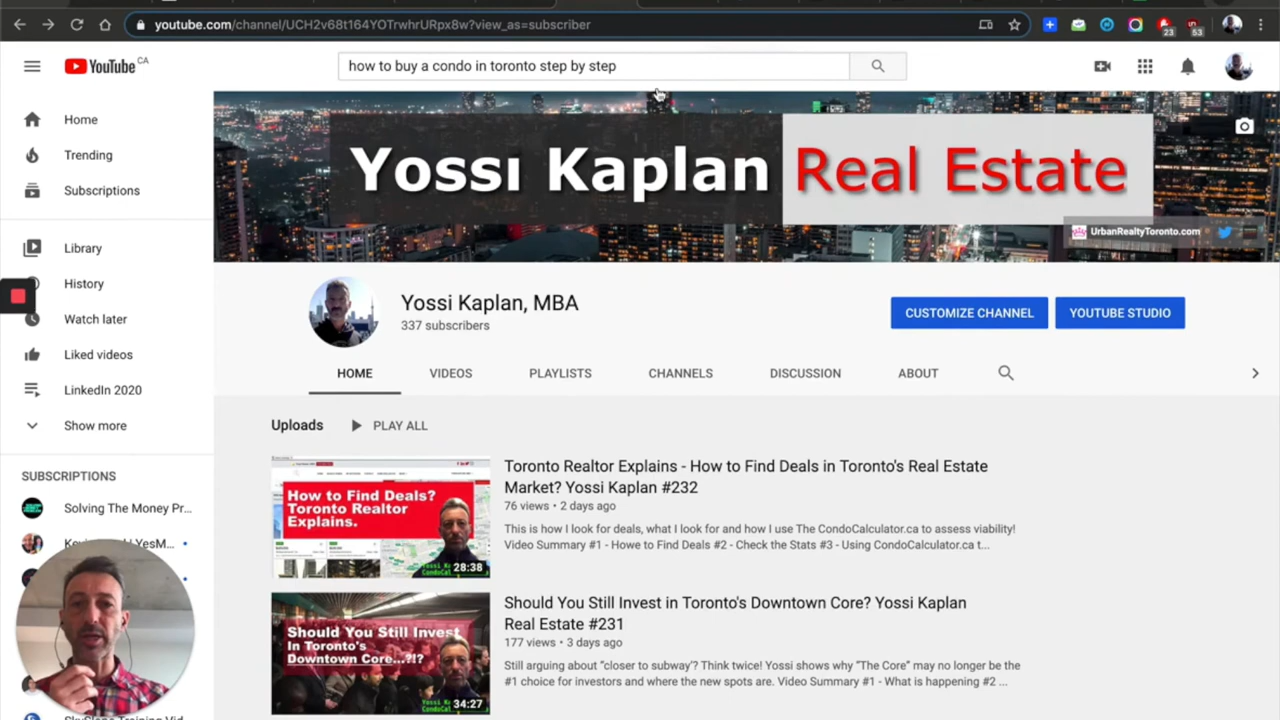 youtube.com/channel/UCH2v68t164YOTrwhrURpx8w?view_as=subscriber
23
53
YouTube CA
how to buy a condo in toronto step by step
Home
Trending
Subscriptions
Library
History
Watch later
Liked videos
LinkedIn 2020
Show more
SUBSCRIPTIONS
Solving The Money Pr...
YesM...
Yossi Kaplan Real Estate
UrbanRealtyToronto.com
Yossi Kaplan, MBA
337 subscribers
CUSTOMIZE CHANNEL
YOUTUBE STUDIO
HOME
VIDEOS
PLAYLISTS
CHANNELS
DISCUSSION
ABOUT
Uploads
PLAY ALL
How to Find Deals?
Toronto Realtor
Explains.
28:38
Toronto Realtor Explains - How to Find Deals in Toronto's Real Estate
Market? Yossi Kaplan #232
76 views • 2 days ago
This is how I look for deals, what I look for and how I use The CondoCalculator.ca to assess viability!
Video Summary #1 - Howe to Find Deals #2 - Check the Stats #3 - Using CondoCalculator.ca t...
Should You Still Invest
In Toronto's
Downtown Core...?!?
34:27
Should You Still Invest in Toronto's Downtown Core? Yossi Kaplan
Real Estate #231
177 views • 3 days ago
Still arguing about "closer to subway'? Think twice! Yossi shows why "The Core" may no longer be the
#1 choice for investors and where the new spots are. Video Summary #1 - What is happening #2 ...